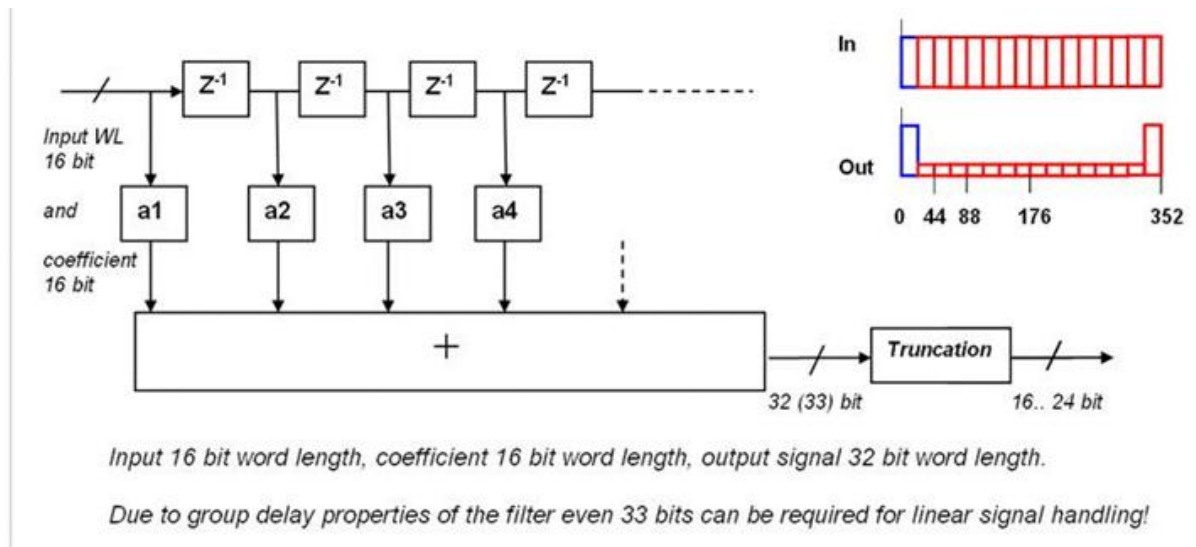 In
Z-1 Z-1 Z-1 Z-1
Input WL
16 bit
Out
and
a1 a2 a3 a4
0 44 88 176 352
coefficient
16 bit
+
Truncation
32 (33) bit
16.. 24 bit
Input 16 bit word length, coefficient 16 bit word length, output signal 32 bit word length.
Due to group delay properties of the filter even 33 bits can be required for linear signal handling!